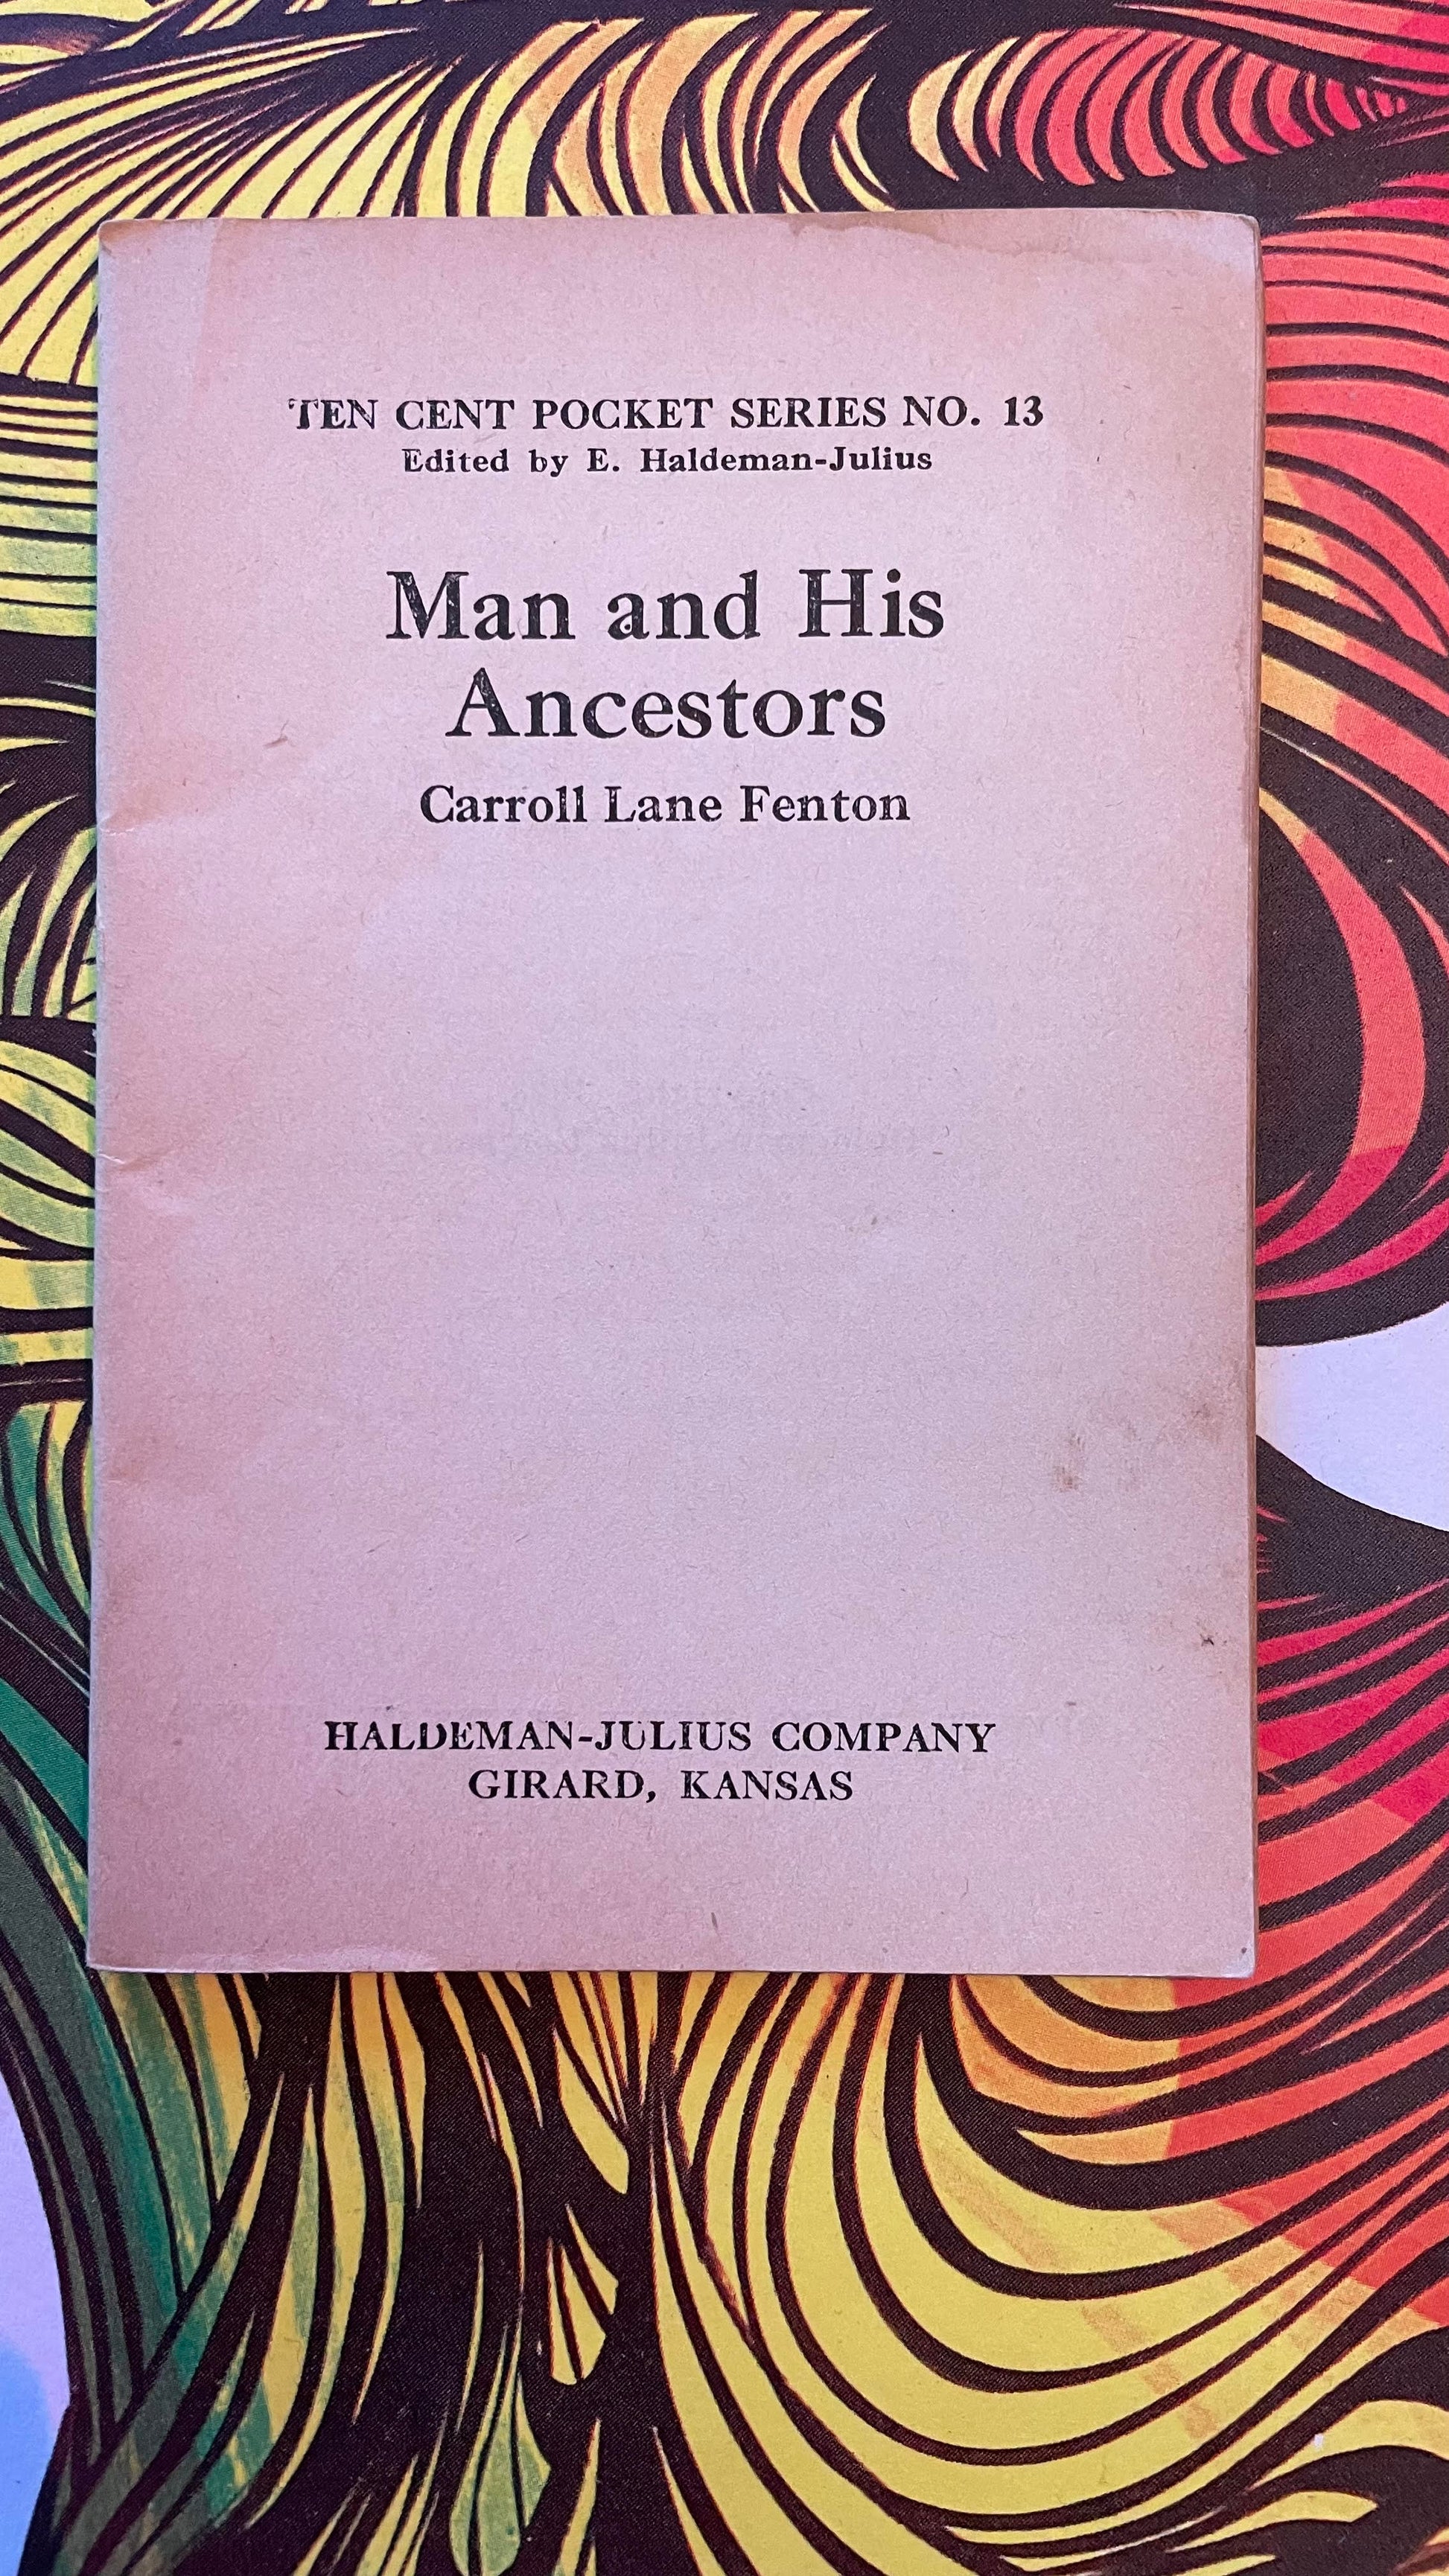 TEN CENT POCKET SERIES NO. 13
Edited by E. Haldeman-Julius
Man and His
Ancestors
Carroll Lane Fenton
HALDEMAN-JULIUS COMPANY
GIRARD, KANSAS